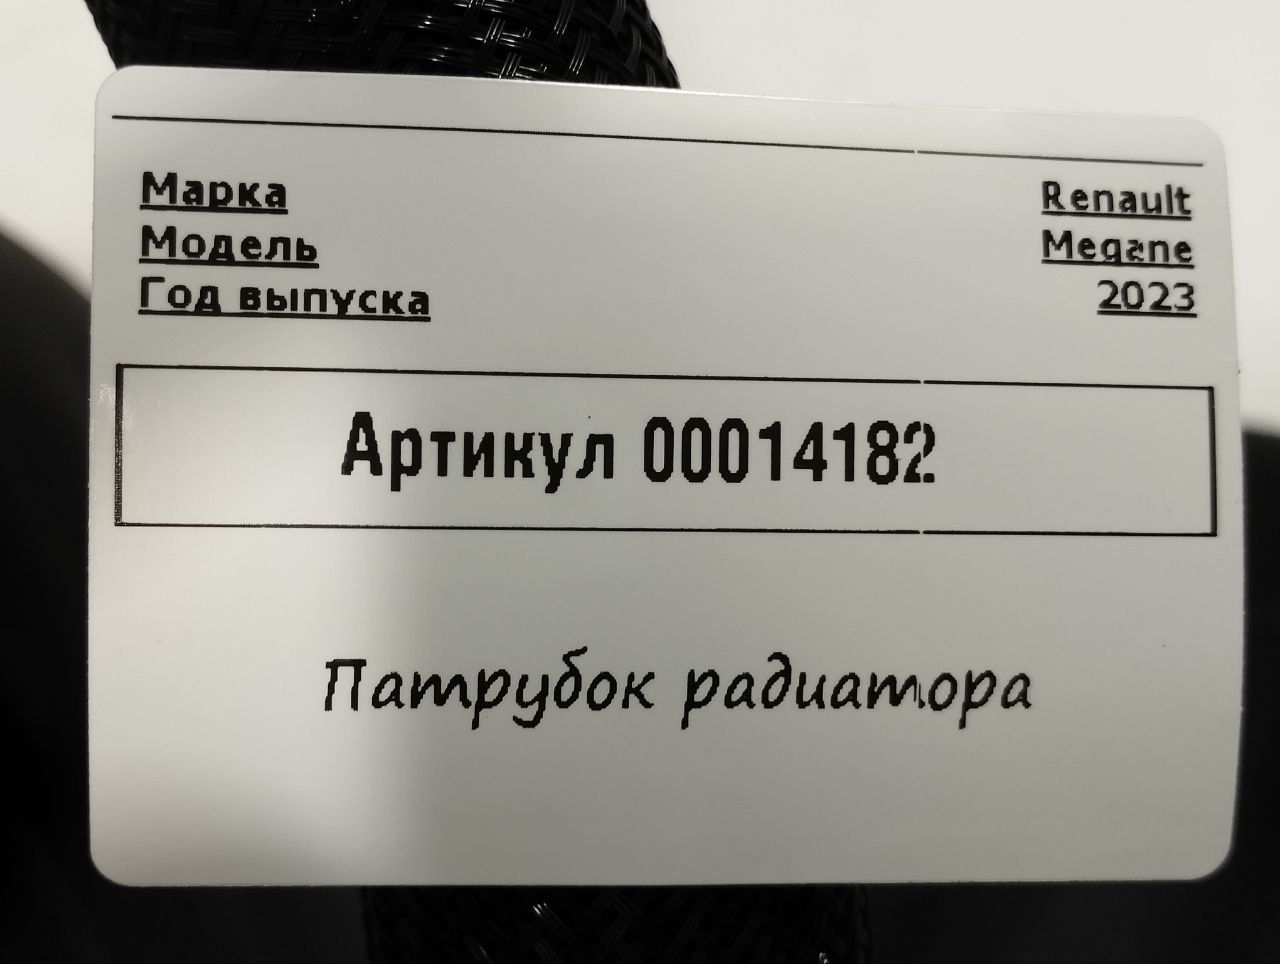 Марка Renault
Модель Megane
Год выпуска 2023
Артикул 00014182
Патрубок радиатора